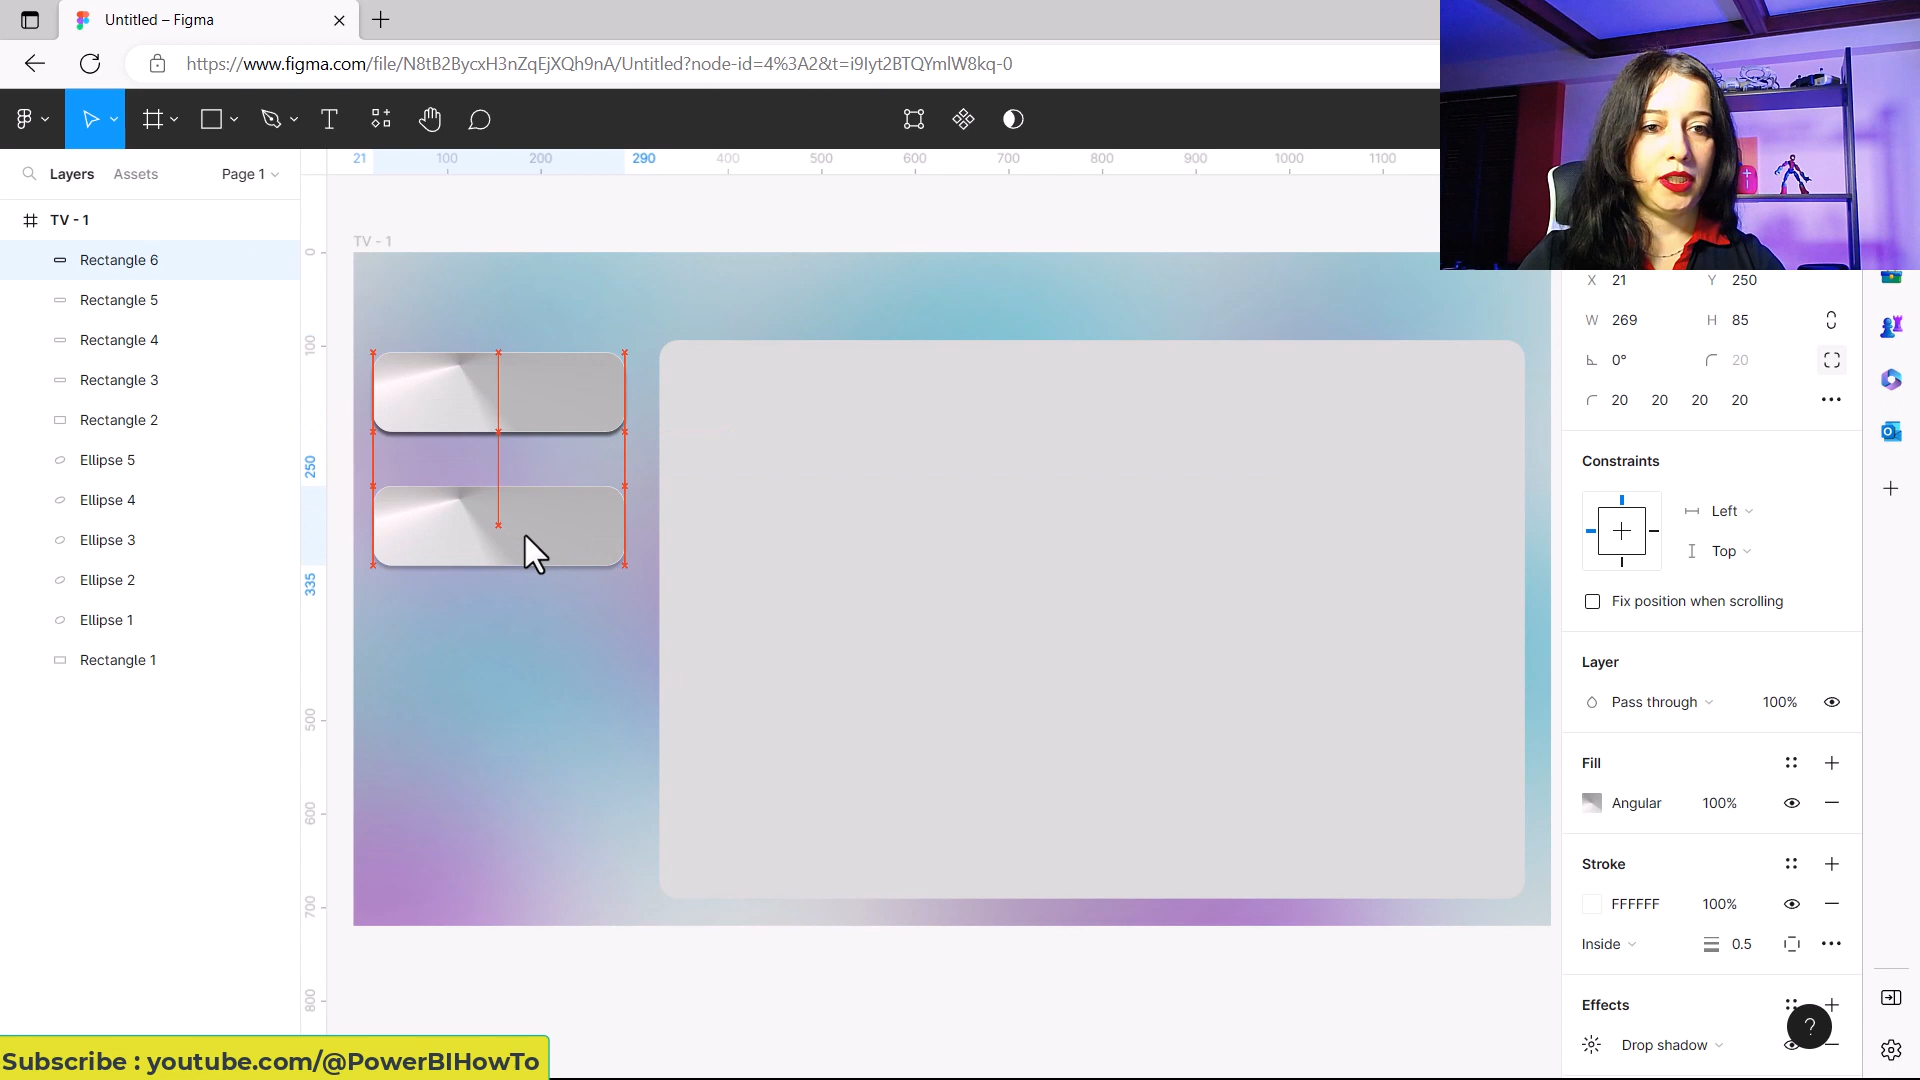 Untitled – Figma
https://www.figma.com/file/N8tB2BycxH3nZqEjXQh9nA/Untitled?node-id=4%3A2&t=i9Iyt2BTQYmlW8kq-0
Layers
Assets
Page 1
TV - 1
Rectangle 6
Rectangle 5
Rectangle 4
Rectangle 3
Rectangle 2
Ellipse 5
Ellipse 4
Ellipse 3
Ellipse 2
Ellipse 1
Rectangle 1
21 100 200 290 400 500 600 700 800 900 1000 1100
0
100
250
335
500
600
700
800
TV - 1
X 21 Y 250
W 269 H 85
0° 20
20 20 20 20
Constraints
Left
Top
Fix position when scrolling
Layer
Pass through 100%
Fill
Angular 100%
Stroke
FFFFFF 100%
Inside 0.5
Effects
?
Drop shadow
Subscribe : youtube.com/@PowerBIHowTo